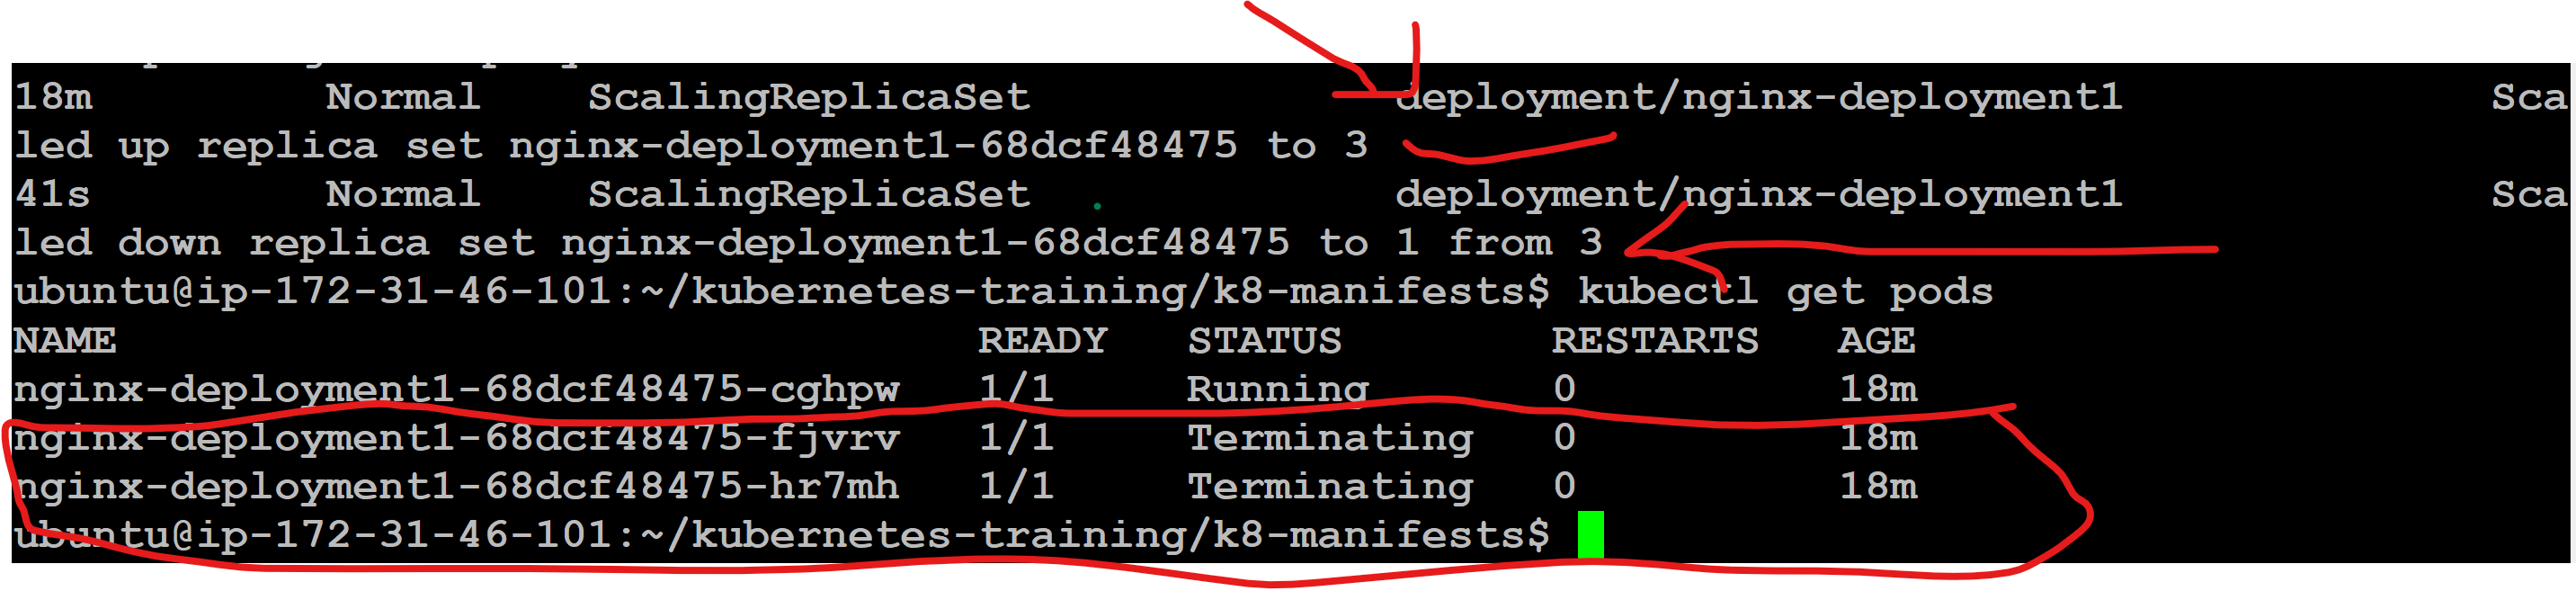 18m Normal ScalingReplicaSet deployment/nginx-deployment1 Sca
led up replica set nginx-deployment1-68dcf48475 to 3
41s Normal ScalingReplicaSet deployment/nginx-deployment1 Sca
led down replica set nginx-deployment1-68dcf48475 to 1 from 3
ubuntu@ip-172-31-46-101:~/kubernetes-training/k8-manifests$ kubectl get pods
NAME READY STATUS RESTARTS AGE
nginx-deployment1-68dcf48475-cghpw 1/1 Running 0 18m
nginx-deployment1-68dcf48475-fjvrv 1/1 Terminating 0 18m
nginx-deployment1-68dcf48475-hr7mh 1/1 Terminating 0 18m
ubuntu@ip-172-31-46-101:~/kubernetes-training/k8-manifests$